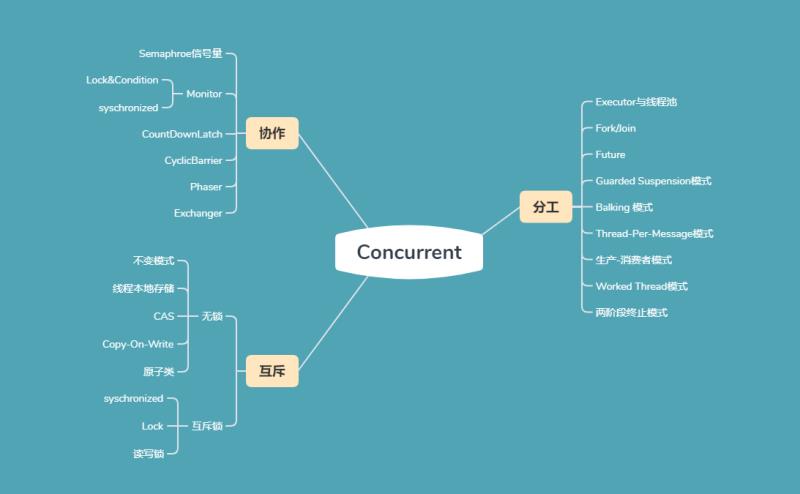 Concurrent
协作
Semaphroe信号量
Monitor
Lock&Condition
syschronized
CountDownLatch
CyclicBarrier
Phaser
Exchanger
分工
Executor与线程池
Fork/Join
Future
Guarded Suspension模式
Balking 模式
Thread-Per-Message模式
生产-消费者模式
Worked Thread模式
两阶段终止模式
互斥
无锁
不变模式
线程本地存储
CAS
Copy-On-Write
原子类
互斥锁
syschronized
Lock
读写锁